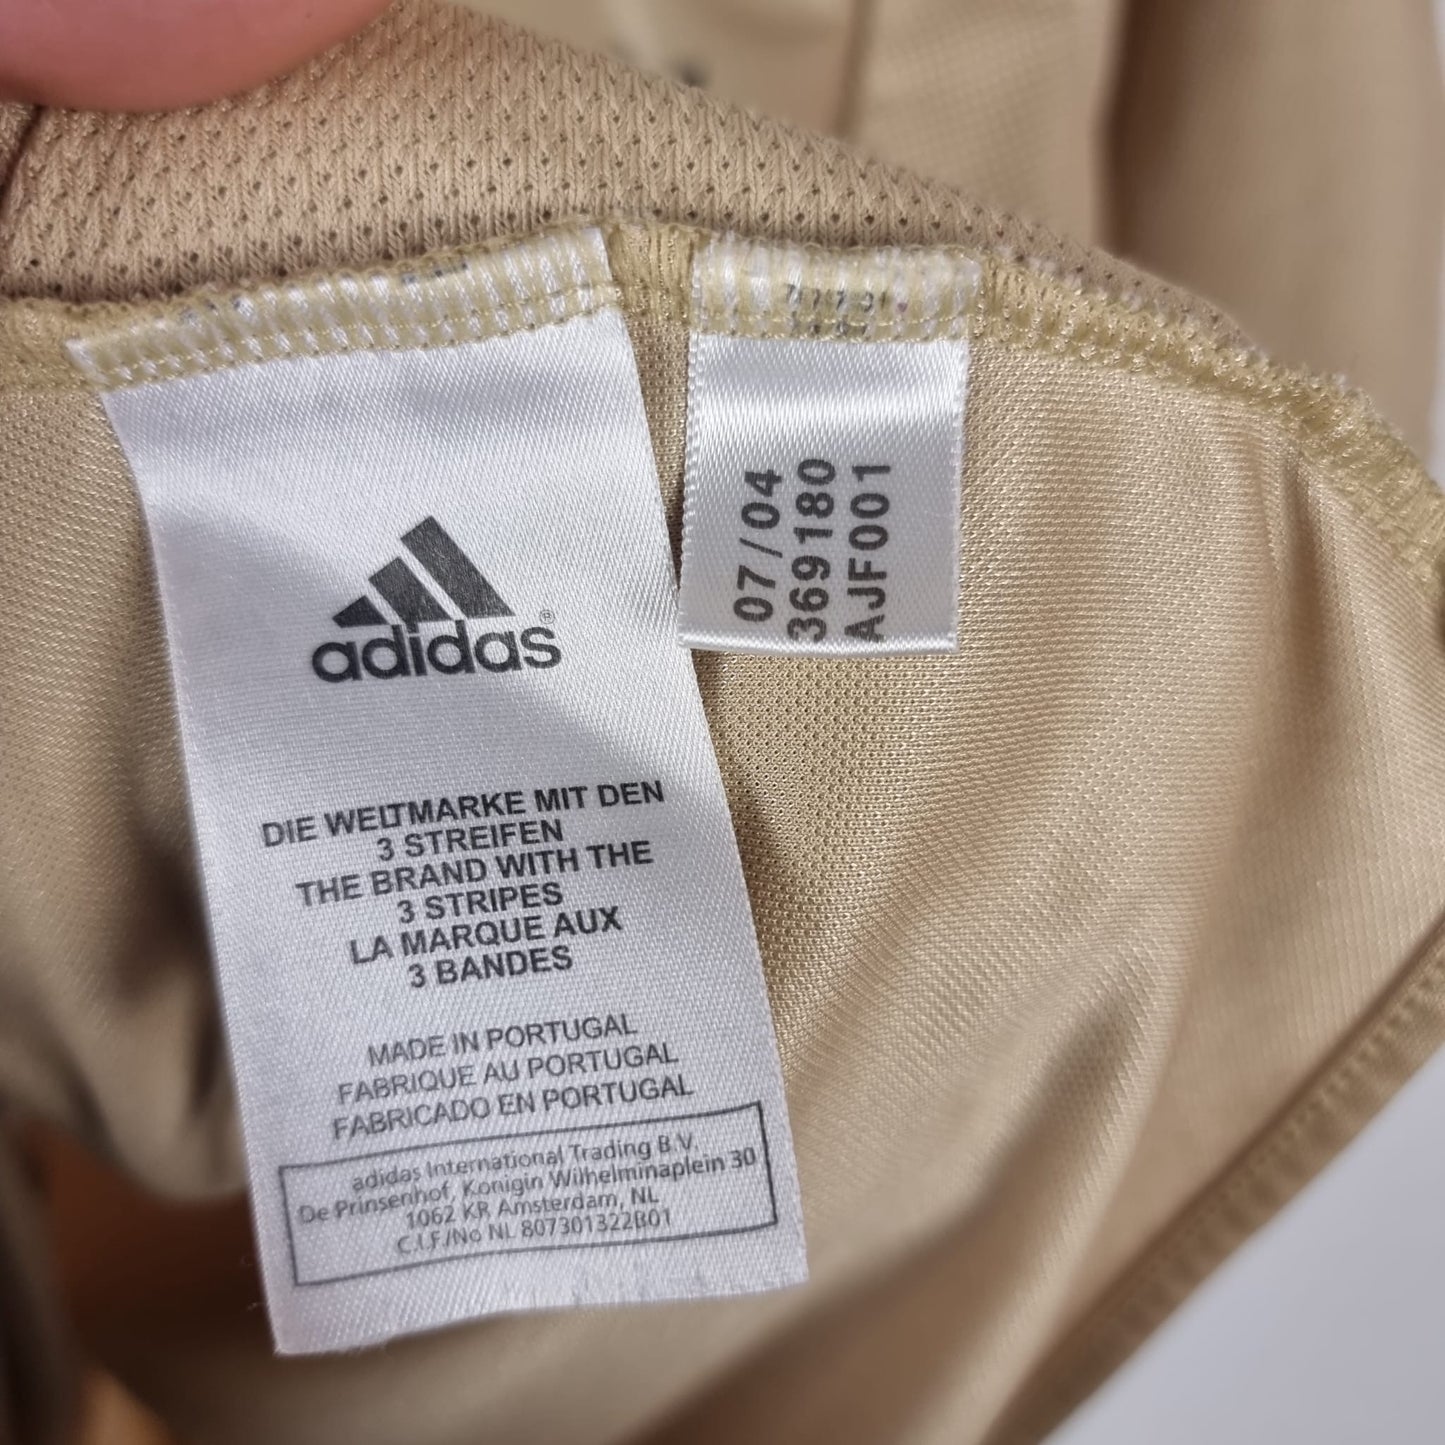 adidas®
DIE WELTMARKE MIT DEN
3 STREIFEN
THE BRAND WITH THE
3 STRIPES
LA MARQUE AUX
3 BANDES
MADE IN PORTUGAL
FABRIQUE AU PORTUGAL
FABRICADO EN PORTUGAL
adidas International Trading B.V.
De Prinsenhof, Konigin Wilhelminaplein 30
1062 KR Amsterdam, NL
C.I.F./No NL 807301322B01
07/04
369180
AJF001